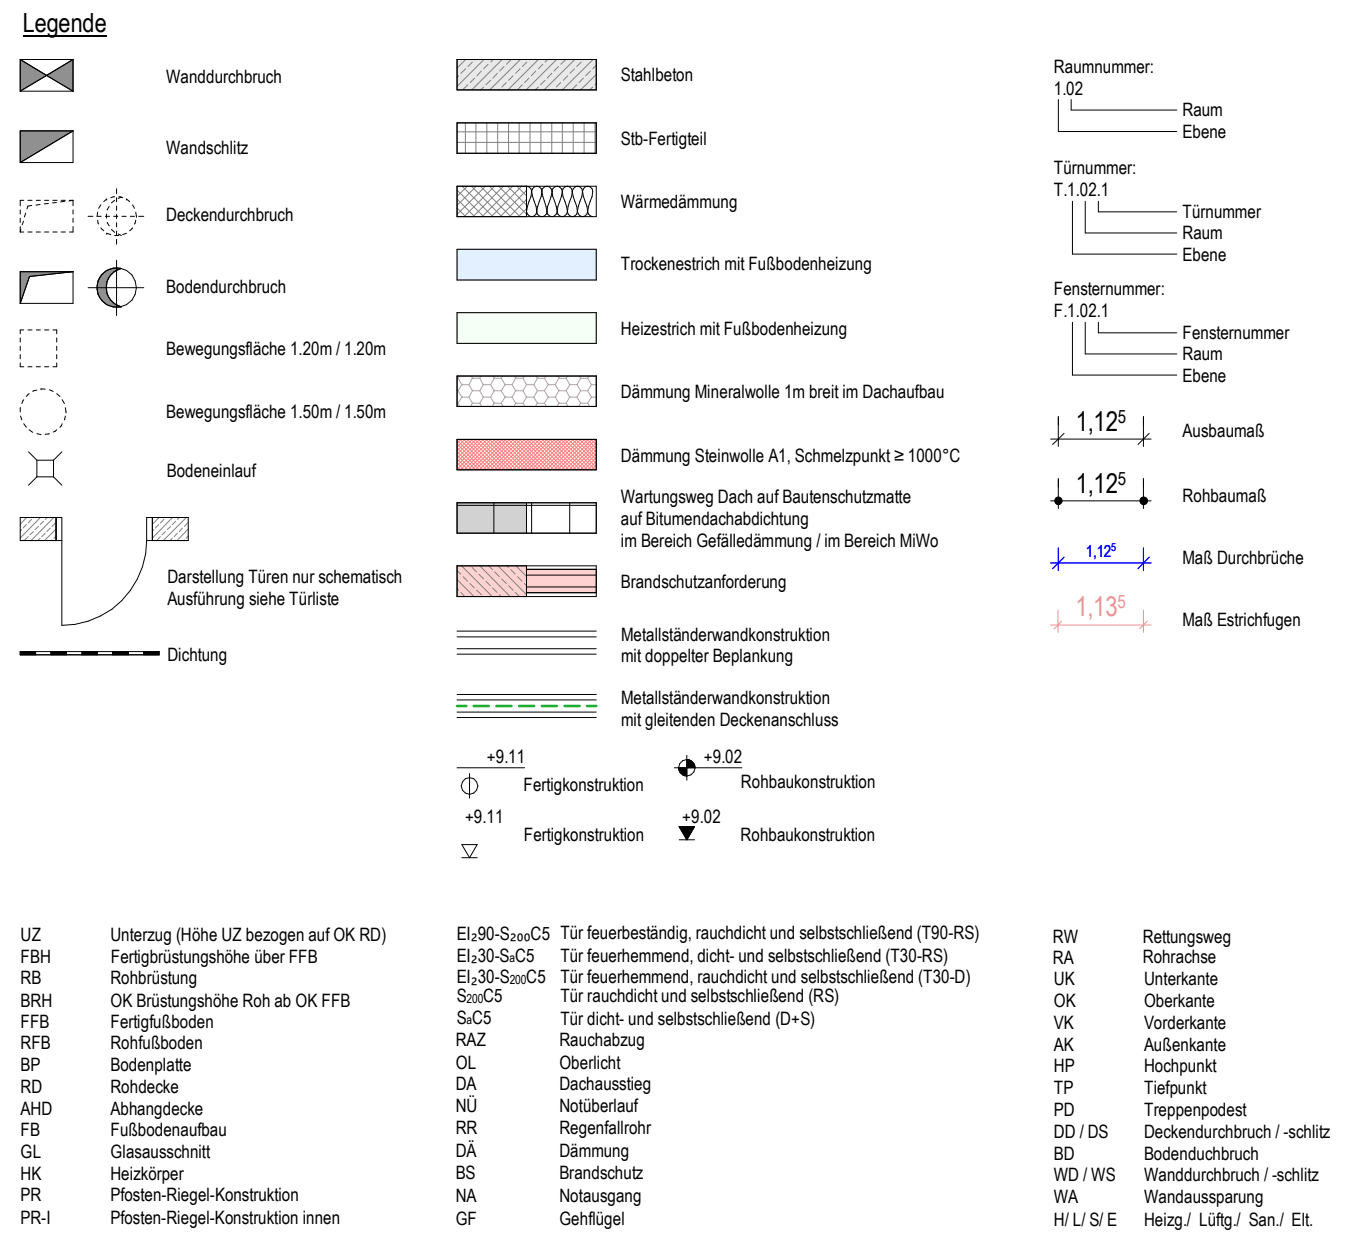 Legende
Wanddurchbruch
Wandschlitz
Deckendurchbruch
Bodendurchbruch
Bewegungsfläche 1.20m / 1.20m
Bewegungsfläche 1.50m / 1.50m
Bodeneinlauf
Darstellung Türen nur schematisch
Ausführung siehe Türliste
Dichtung
Stahlbeton
Stb-Fertigteil
Wärmedämmung
Trockenestrich mit Fußbodenheizung
Heizestrich mit Fußbodenheizung
Dämmung Mineralwolle 1m breit im Dachaufbau
Dämmung Steinwolle A1, Schmelzpunkt ≥ 1000°C
Wartungsweg Dach auf Bautenschutzmatte
auf Bitumendachabdichtung
im Bereich Gefälledämmung / im Bereich MiWo
Brandschutzanforderung
Metallständerwandkonstruktion
mit doppelter Beplankung
Metallständerwandkonstruktion
mit gleitenden Deckenanschluss
+9.11
Fertigkonstruktion
+9.02
Rohbaukonstruktion
+9.11
Fertigkonstruktion
+9.02
Rohbaukonstruktion
Raumnummer:
1.02
Raum
Ebene
Türnummer:
T.1.02.1
Türnummer
Raum
Ebene
Fensternummer:
F.1.02.1
Fensternummer
Raum
Ebene
1,12⁵ Ausbaumaß
1,12⁵ Rohbaumaß
1,12⁵ Maß Durchbrüche
1,13⁵ Maß Estrichfugen
UZ Unterzug (Höhe UZ bezogen auf OK RD)
FBH Fertigbrüstungshöhe über FFB
RB Rohbrüstung
BRH OK Brüstungshöhe Roh ab OK FFB
FFB Fertigfußboden
RFB Rohfußboden
BP Bodenplatte
RD Rohdecke
AHD Abhangdecke
FB Fußbodenaufbau
GL Glasausschnitt
HK Heizkörper
PR Pfosten-Riegel-Konstruktion
PR-I Pfosten-Riegel-Konstruktion innen
EI₂90-S₂₀₀C5 Tür feuerbeständig, rauchdicht und selbstschließend (T90-RS)
EI₂30-SₐC5 Tür feuerhemmend, dicht- und selbstschließend (T30-RS)
EI₂30-S₂₀₀C5 Tür feuerhemmend, rauchdicht und selbstschließend (T30-D)
S₂₀₀C5 Tür rauchdicht und selbstschließend (RS)
SₐC5 Tür dicht- und selbstschließend (D+S)
RAZ Rauchabzug
OL Oberlicht
DA Dachausstieg
NÜ Notüberlauf
RR Regenfallrohr
DÄ Dämmung
BS Brandschutz
NA Notausgang
GF Gehflügel
RW Rettungsweg
RA Rohrachse
UK Unterkante
OK Oberkante
VK Vorderkante
AK Außenkante
HP Hochpunkt
TP Tiefpunkt
PD Treppenpodest
DD / DS Deckendurchbruch / -schlitz
BD Bodenduchbruch
WD / WS Wanddurchbruch / -schlitz
WA Wandaussparung
H/ L/ S/ E Heizg./ Lüftg./ San./ Elt.